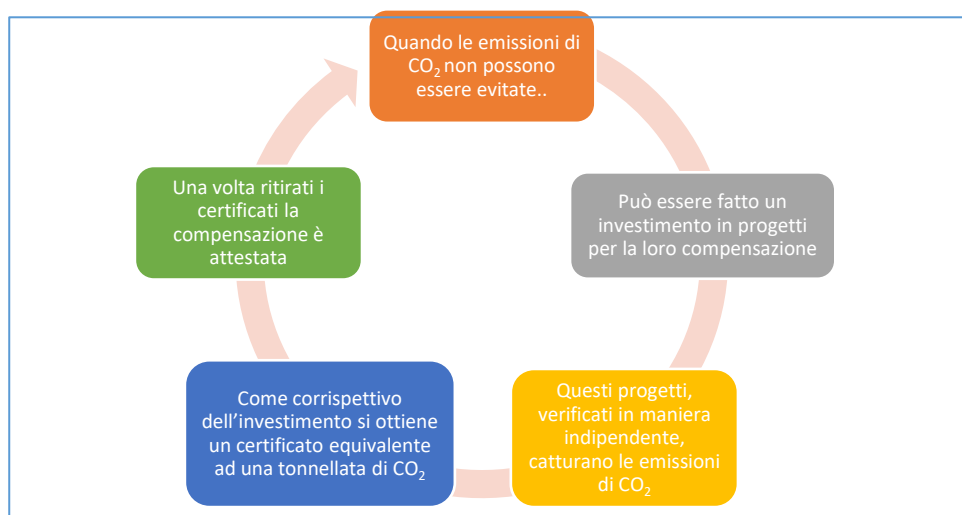 Quando le emissioni di
CO₂ non possono
essere evitate..
Può essere fatto un
investimento in progetti
per la loro compensazione
Questi progetti,
verificati in maniera
indipendente,
catturano le emissioni
di CO₂
Come corrispettivo
dell’investimento si ottiene
un certificato equivalente
ad una tonnellata di CO₂
Una volta ritirati i
certificati la
compensazione è
attestata